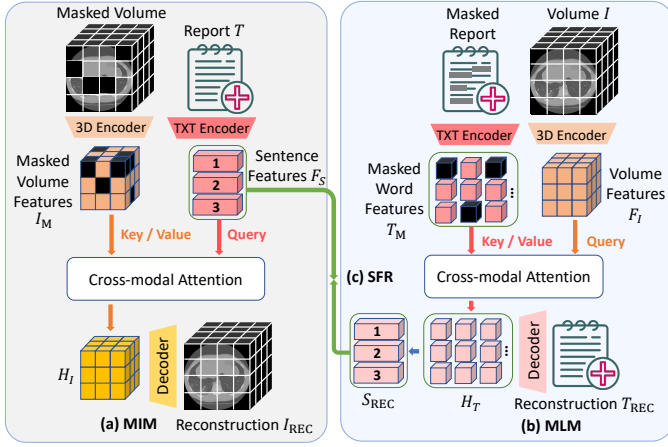 Masked Volume
Report T
3D Encoder
TXT Encoder
Masked
Volume
Features
I_M
1
2
3
Sentence
Features F_S
Key / Value
Query
Cross-modal Attention
H_I
Decoder
(a) MIM
Reconstruction I_REC
(c) SFR
Masked
Report
Volume I
TXT Encoder
3D Encoder
Masked
Word
Features
T_M
Volume
Features
F_I
Key / Value
Query
Cross-modal Attention
1
2
3
S_REC
H_T
Decoder
Reconstruction T_REC
(b) MLM